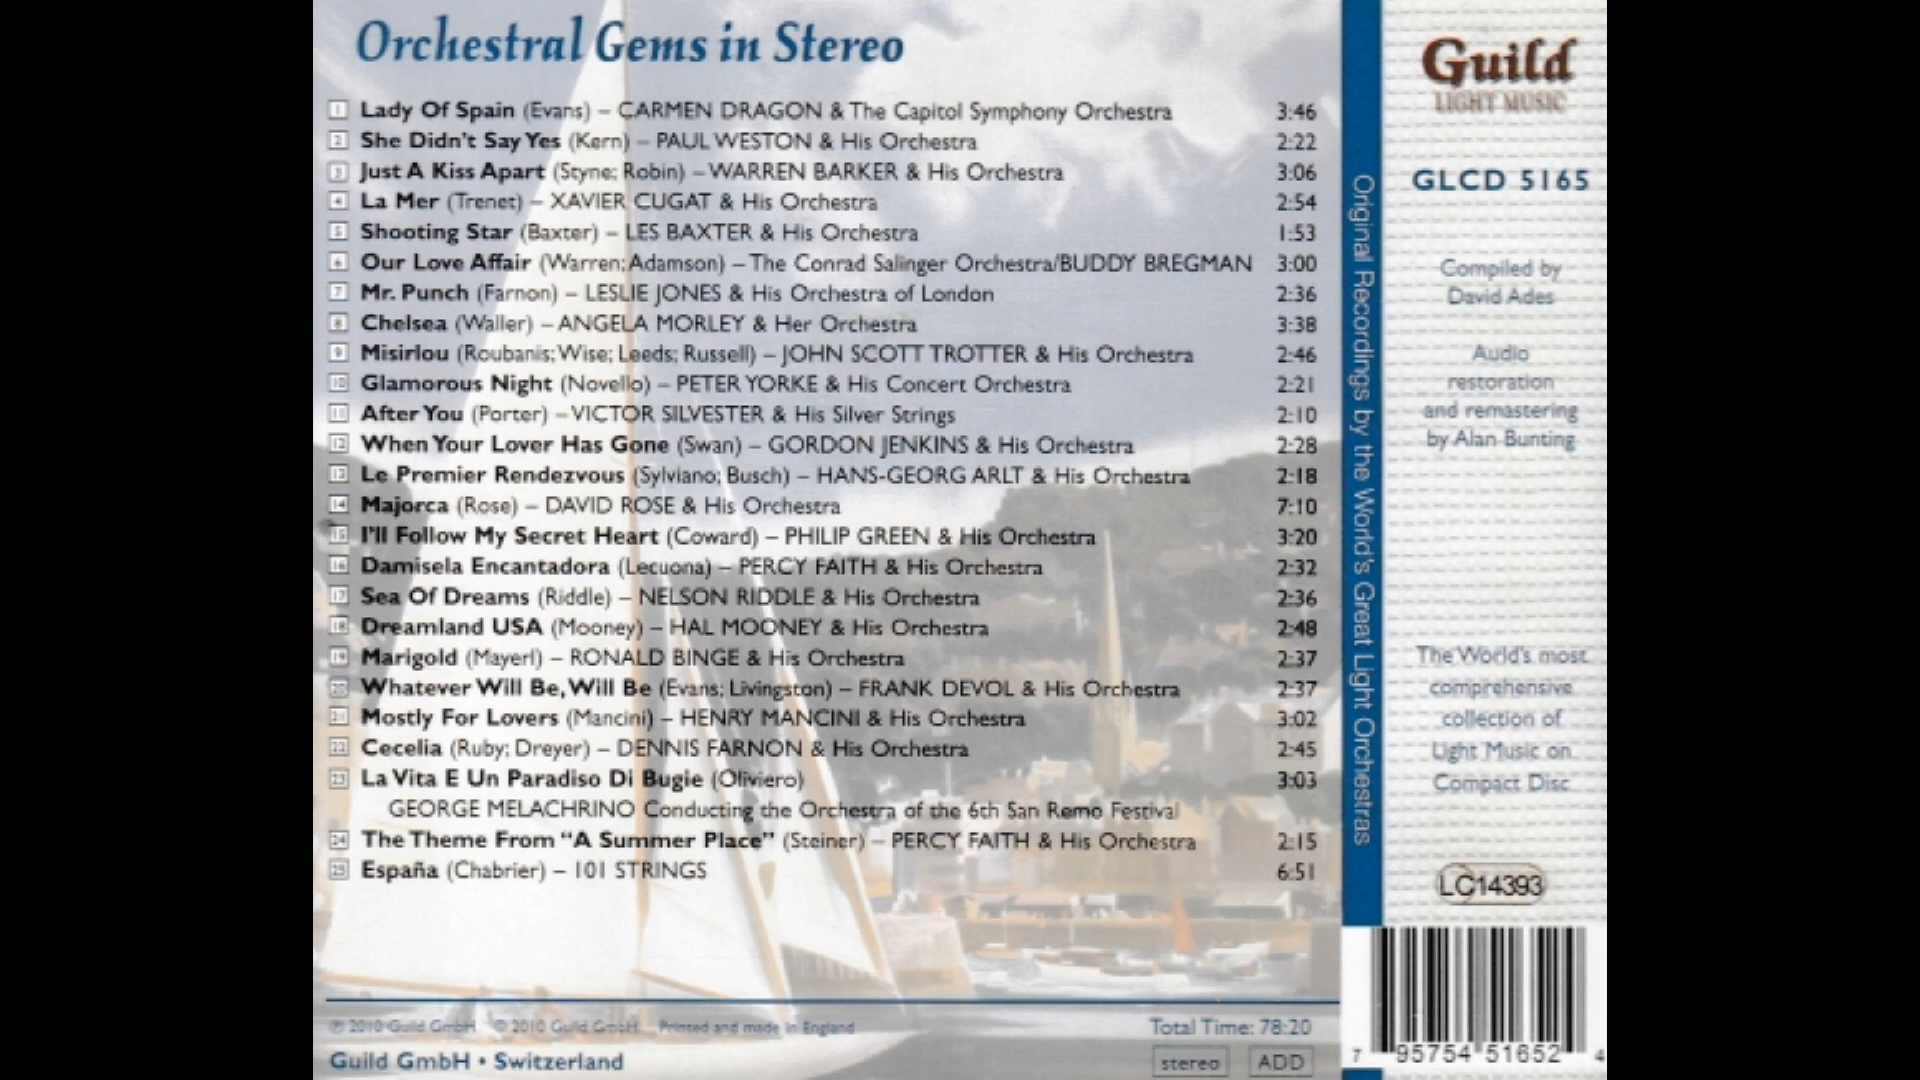 Orchestral Gems in Stereo
1 Lady Of Spain (Evans) – CARMEN DRAGON & The Capitol Symphony Orchestra 3:46
2 She Didn't Say Yes (Kern) – PAUL WESTON & His Orchestra 2:22
3 Just A Kiss Apart (Styne; Robin) – WARREN BARKER & His Orchestra 3:06
4 La Mer (Trenet) – XAVIER CUGAT & His Orchestra 2:54
5 Shooting Star (Baxter) – LES BAXTER & His Orchestra 1:53
6 Our Love Affair (Warren; Adamson) – The Conrad Salinger Orchestra/BUDDY BREGMAN 3:00
7 Mr. Punch (Farnon) – LESLIE JONES & His Orchestra of London 2:36
8 Chelsea (Waller) – ANGELA MORLEY & Her Orchestra 3:38
9 Misirlou (Roubanis; Wise; Leeds; Russell) – JOHN SCOTT TROTTER & His Orchestra 2:46
10 Glamorous Night (Novello) – PETER YORKE & His Concert Orchestra 2:21
11 After You (Porter) – VICTOR SILVESTER & His Silver Strings 2:10
12 When Your Lover Has Gone (Swan) – GORDON JENKINS & His Orchestra 2:28
13 Le Premier Rendezvous (Sylviano; Busch) – HANS-GEORG ARLT & His Orchestra 2:18
14 Majorca (Rose) – DAVID ROSE & His Orchestra 7:10
15 I'll Follow My Secret Heart (Coward) – PHILIP GREEN & His Orchestra 3:20
16 Damisela Encantadora (Lecuona) – PERCY FAITH & His Orchestra 2:32
17 Sea Of Dreams (Riddle) – NELSON RIDDLE & His Orchestra 2:36
18 Dreamland USA (Mooney) – HAL MOONEY & His Orchestra 2:48
19 Marigold (Mayerl) – RONALD BINGE & His Orchestra 2:37
20 Whatever Will Be, Will Be (Evans; Livingston) – FRANK DEVOL & His Orchestra 2:37
21 Mostly For Lovers (Mancini) – HENRY MANCINI & His Orchestra 3:02
22 Cecelia (Ruby; Dreyer) – DENNIS FARNON & His Orchestra 2:45
23 La Vita E Un Paradiso Di Bugie (Oliviero) 3:03
GEORGE MELACHRINO Conducting the Orchestra of the 6th San Remo Festival
24 The Theme From "A Summer Place" (Steiner) – PERCY FAITH & His Orchestra 2:15
25 España (Chabrier) – 101 STRINGS 6:51
℗ 2010 Guild GmbH © 2010 Guild GmbH Printed and made in England
Total Time: 78:20
Guild GmbH • Switzerland
stereo ADD
Original Recordings by the World's Great Light Orchestras
Guild
LIGHT MUSIC
GLCD 5165
Compiled by
David Ades
Audio
restoration
and remastering
by Alan Bunting
The World's most
comprehensive
collection of
Light Music on
Compact Disc
LC14393
7 95754 51652 4